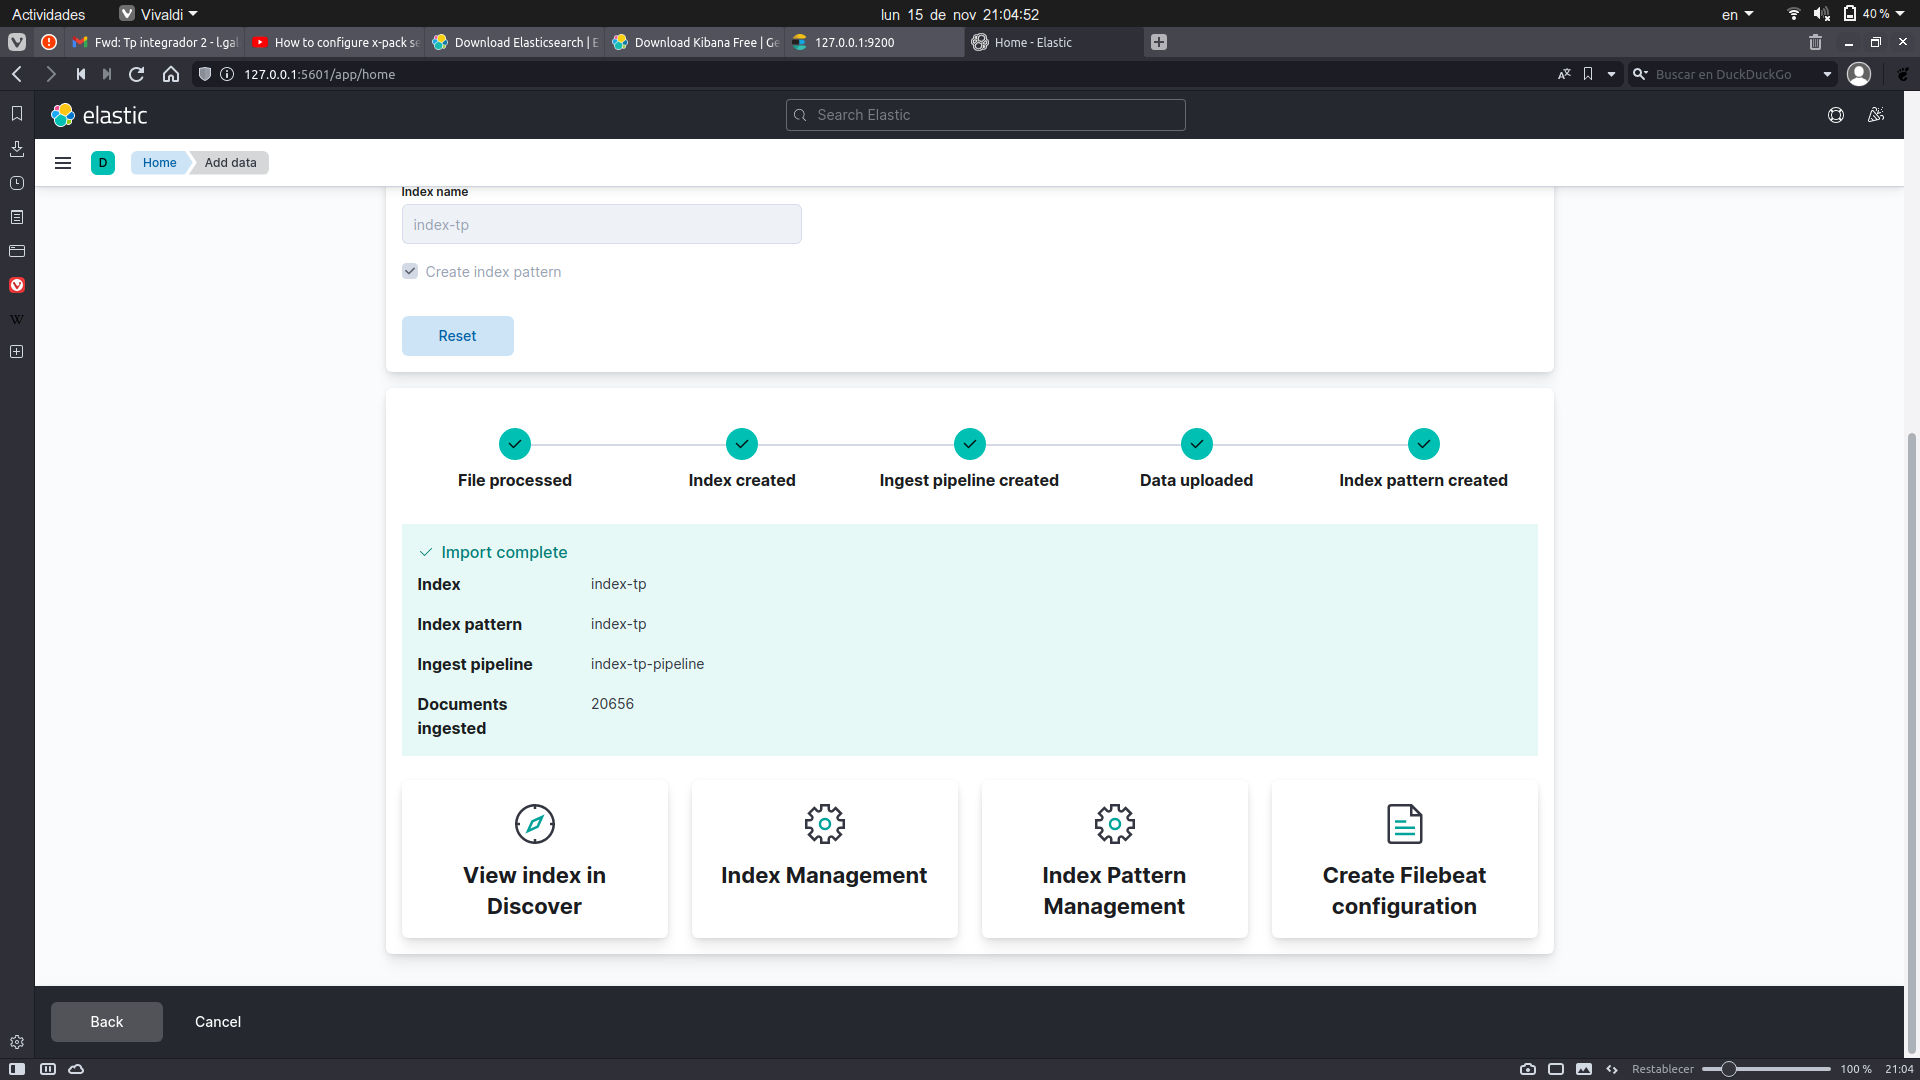 Actividades
Vivaldi
lun 15 de nov 21:04:52
en
40 %
Fwd: Tp integrador 2 - l.gal
How to configure x-pack se
Download Elasticsearch | E
Download Kibana Free | Ge
127.0.0.1:9200
Home - Elastic
127.0.0.1:5601/app/home
Buscar en DuckDuckGo
elastic
Search Elastic
D
Home
Add data
Index name
index-tp
Create index pattern
Reset
File processed
Index created
Ingest pipeline created
Data uploaded
Index pattern created
Import complete
Index
index-tp
Index pattern
index-tp
Ingest pipeline
index-tp-pipeline
Documents
ingested
20656
View index in
Discover
Index Management
Index Pattern
Management
Create Filebeat
configuration
Back
Cancel
W
Restablecer
100 %
21:04